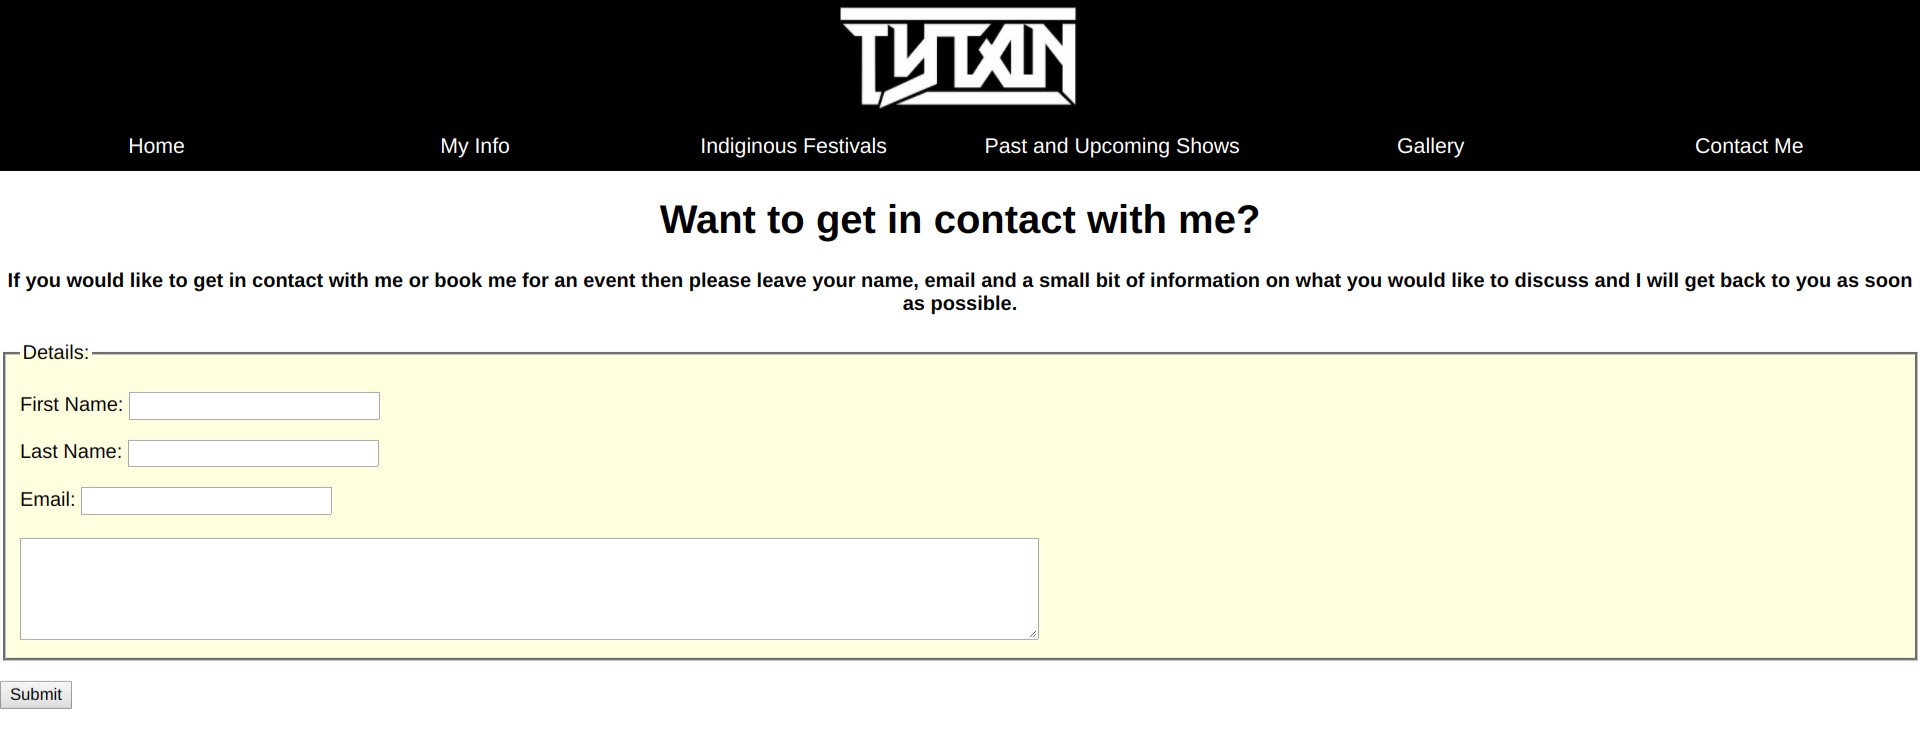 TYTAN
Home My Info Indiginous Festivals Past and Upcoming Shows Gallery Contact Me
Want to get in contact with me?
If you would like to get in contact with me or book me for an event then please leave your name, email and a small bit of information on what you would like to discuss and I will get back to you as soon
as possible.
Details:
First Name:
Last Name:
Email:
Submit